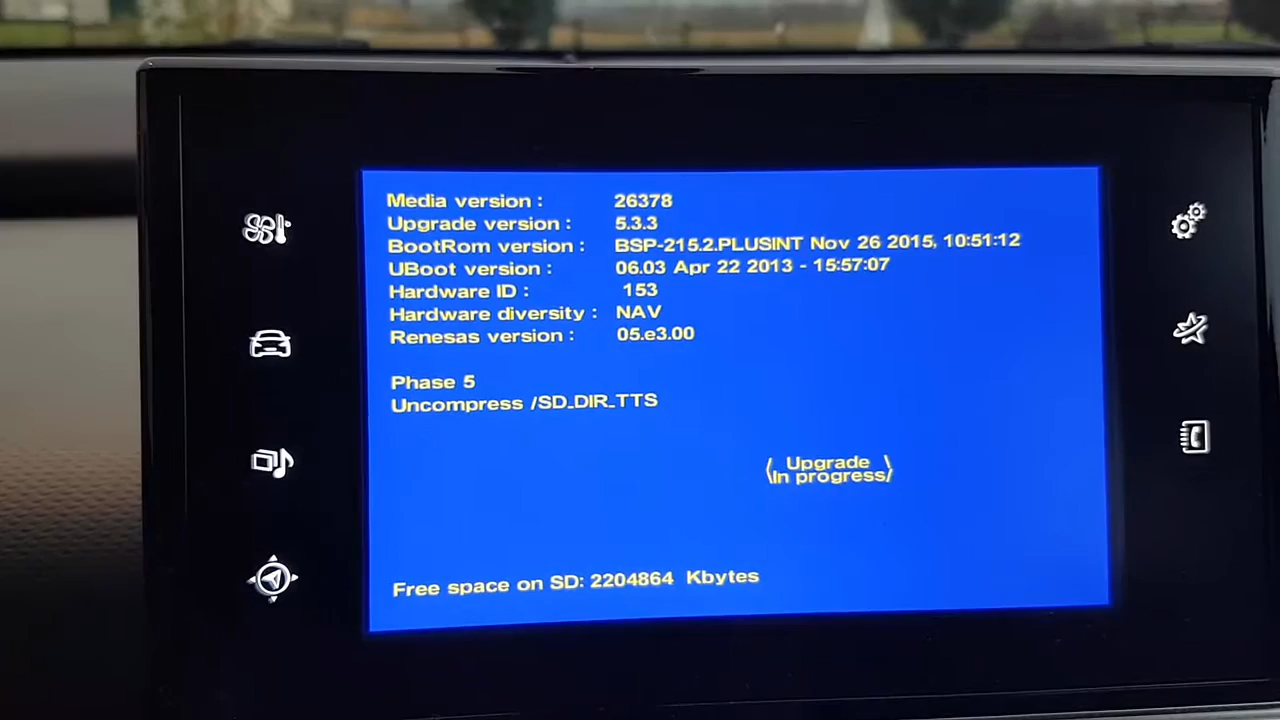 Media version : 26378
Upgrade version : 5.3.3
BootRom version : BSP-215.2.PLUSINT Nov 26 2015, 10:51:12
UBoot version : 06.03 Apr 22 2013 - 15:57:07
Hardware ID : 153
Hardware diversity : NAV
Renesas version : 05.e3.00
Phase 5
Uncompress /SD_DIR_TTS
\ Upgrade \
\In progress/
Free space on SD: 2204864 Kbytes